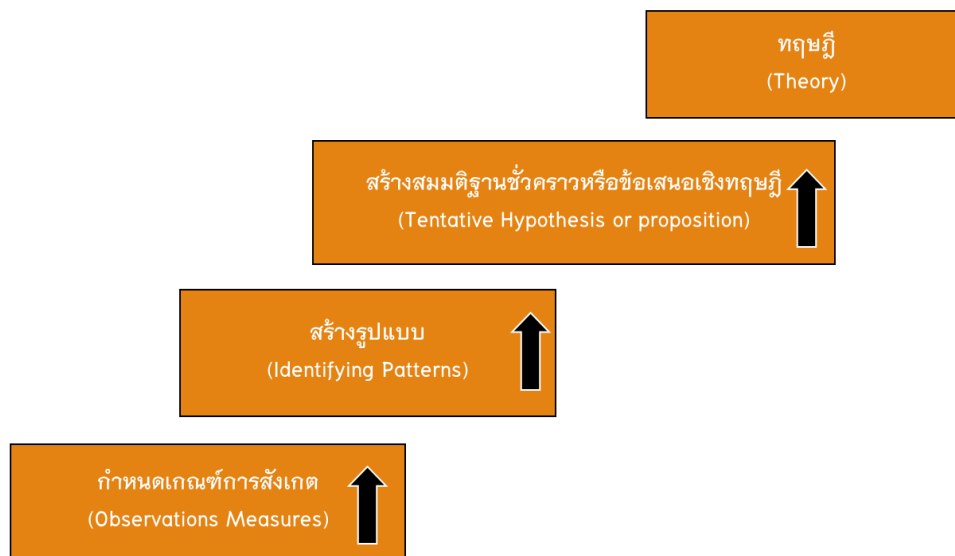 ทฤษฎี
(Theory)
สร้างสมมติฐานชั่วคราวหรือข้อเสนอเชิงทฤษฎี
(Tentative Hypothesis or proposition)
สร้างรูปแบบ
(Identifying Patterns)
กำหนดเกณฑ์การสังเกต
(Observations Measures)